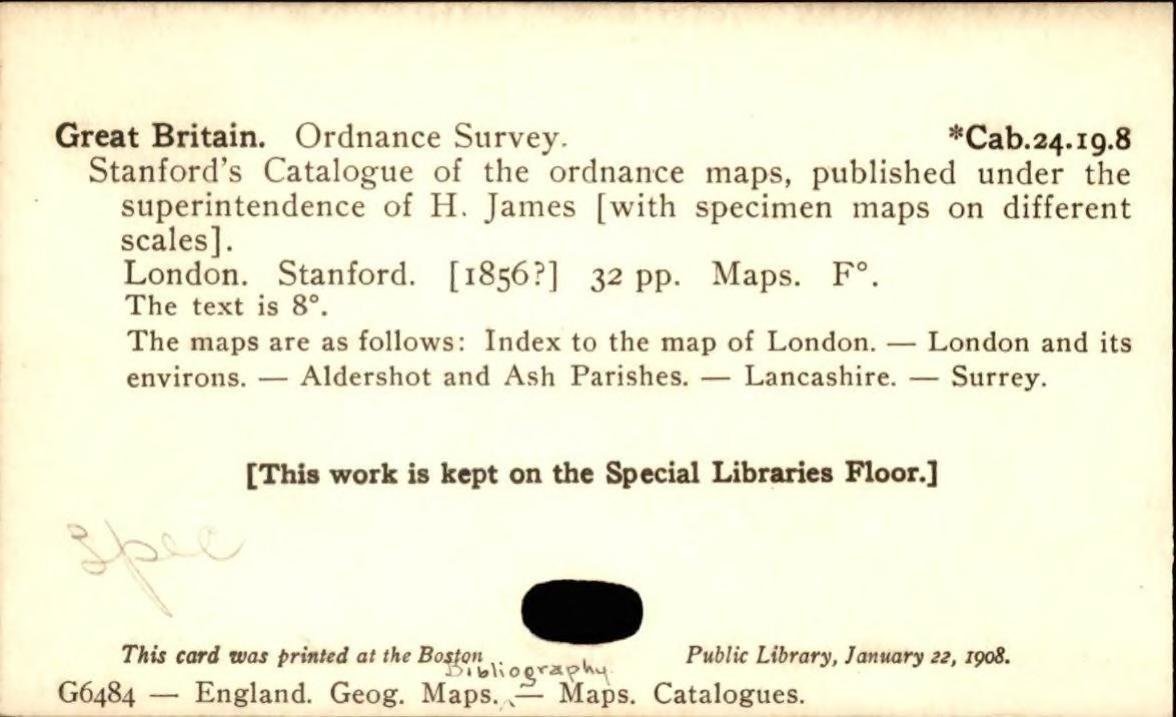 Great Britain. Ordnance Survey. *Cab.24.19.8
Stanford's Catalogue of the ordnance maps, published under the
superintendence of H. James [with specimen maps on different
scales].
London. Stanford. [1856?] 32 pp. Maps. F°.
The text is 8°.
The maps are as follows: Index to the map of London. — London and its
environs. — Aldershot and Ash Parishes. — Lancashire. — Surrey.
[This work is kept on the Special Libraries Floor.]
Spec
This card was printed at the Boston Public Library, January 22, 1908.
Bibliography.
G6484 — England. Geog. Maps. ‸ — Maps. Catalogues.